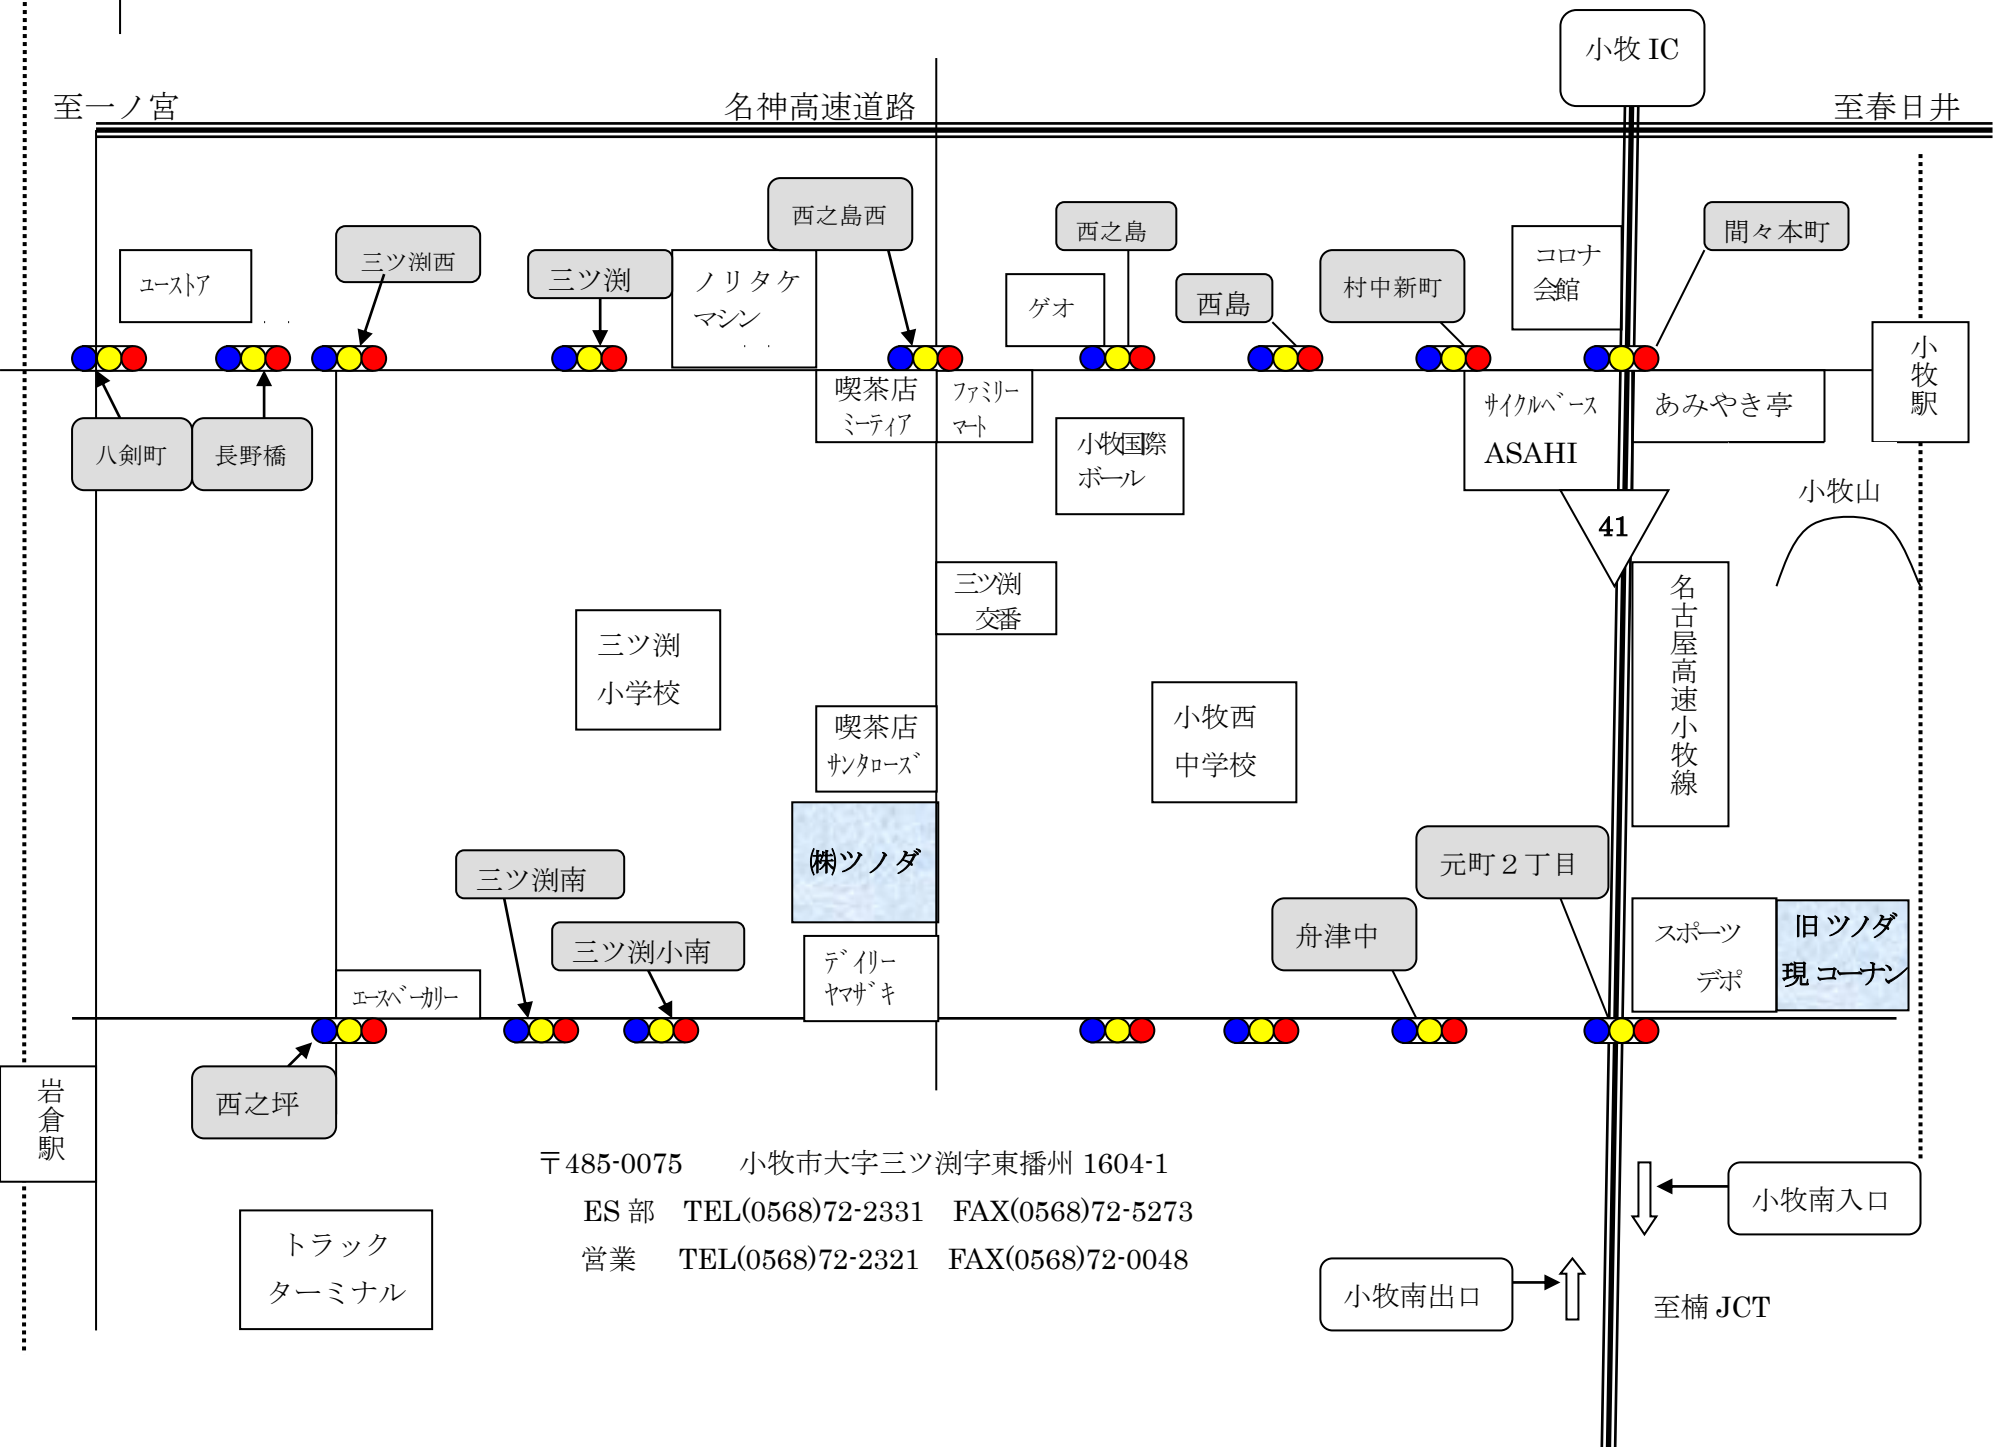 小牧 IC
至一ノ宮
名神高速道路
至春日井
西之島西
西之島
間々本町
三ツ渕西
三ツ渕
ユーストア
ノリタケ
マシン
ゲオ
西島
村中新町
コロナ
会館
小牧駅
八剣町
長野橋
喫茶店
ミーティア
ファミリー
マート
小牧国際
ボール
サイクルベース
ASAHI
あみやき亭
小牧山
41
三ツ渕
交番
名古屋高速小牧線
三ツ渕
小学校
喫茶店
サンタローズ
小牧西
中学校
㈱ツノダ
三ツ渕南
三ツ渕小南
デイリー
ヤマザキ
元町２丁目
舟津中
スポーツ
デポ
旧 ツノダ
現 コーナン
エースベーカリー
西之坪
岩倉駅
〒485-0075　小牧市大字三ツ渕字東播州 1604-1
ES 部　TEL(0568)72-2331　FAX(0568)72-5273
営業　TEL(0568)72-2321　FAX(0568)72-0048
トラック
ターミナル
小牧南入口
小牧南出口
至楠 JCT